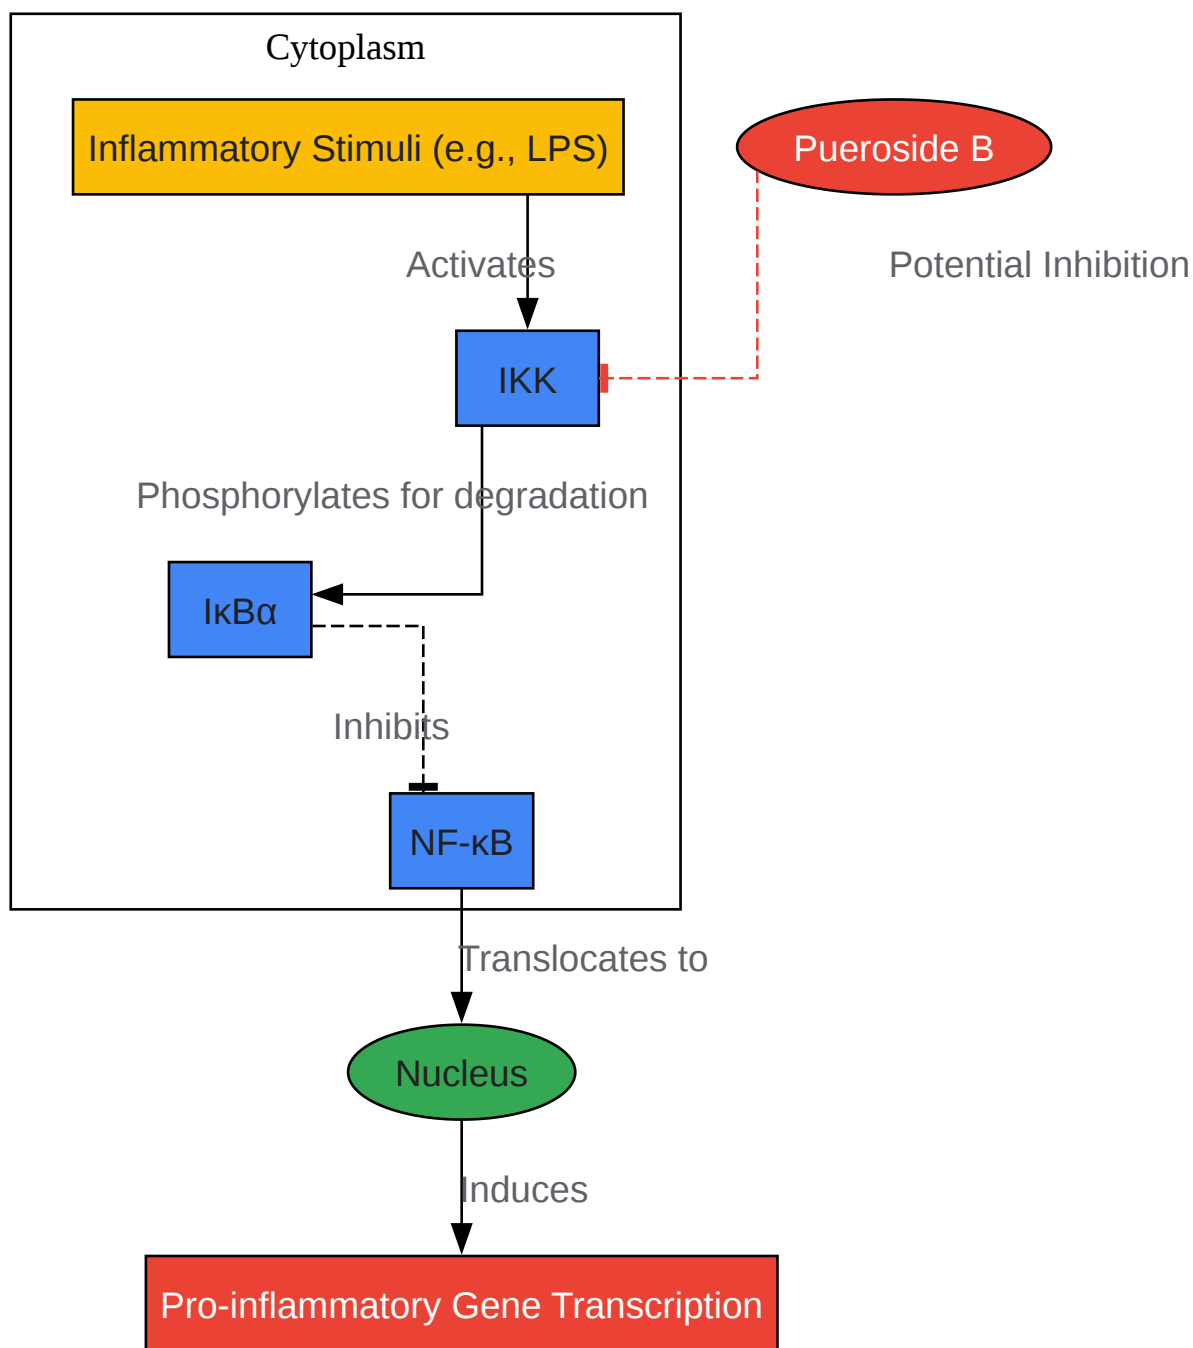 Cytoplasm
Inflammatory Stimuli (e.g., LPS)
Pueroside B
Activates
Potential Inhibition
IKK
Phosphorylates for degradation
IκBα
Inhibits
NF-κB
Translocates to
Nucleus
Induces
Pro-inflammatory Gene Transcription